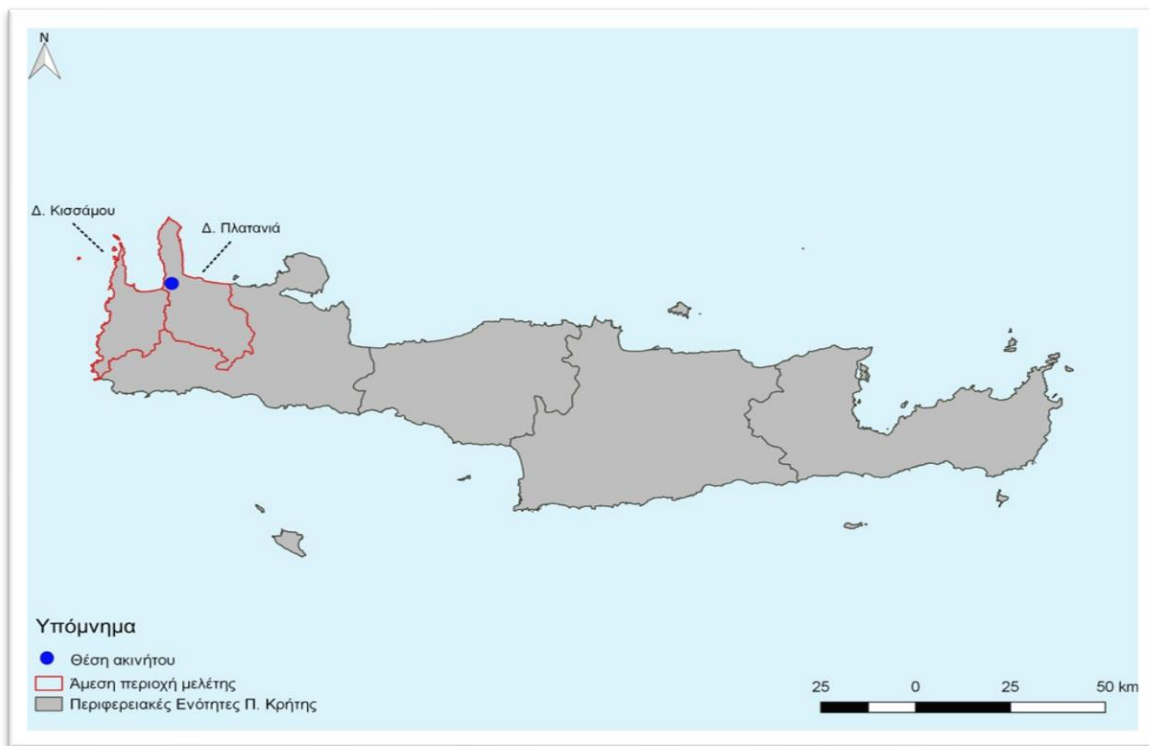 N
Δ. Κισσάμου
Δ. Πλατανιά
Υπόμνημα
Θέση ακινήτου
Άμεση περιοχή μελέτης
Περιφερειακές Ενότητες Π. Κρήτης
25 0 25 50 km